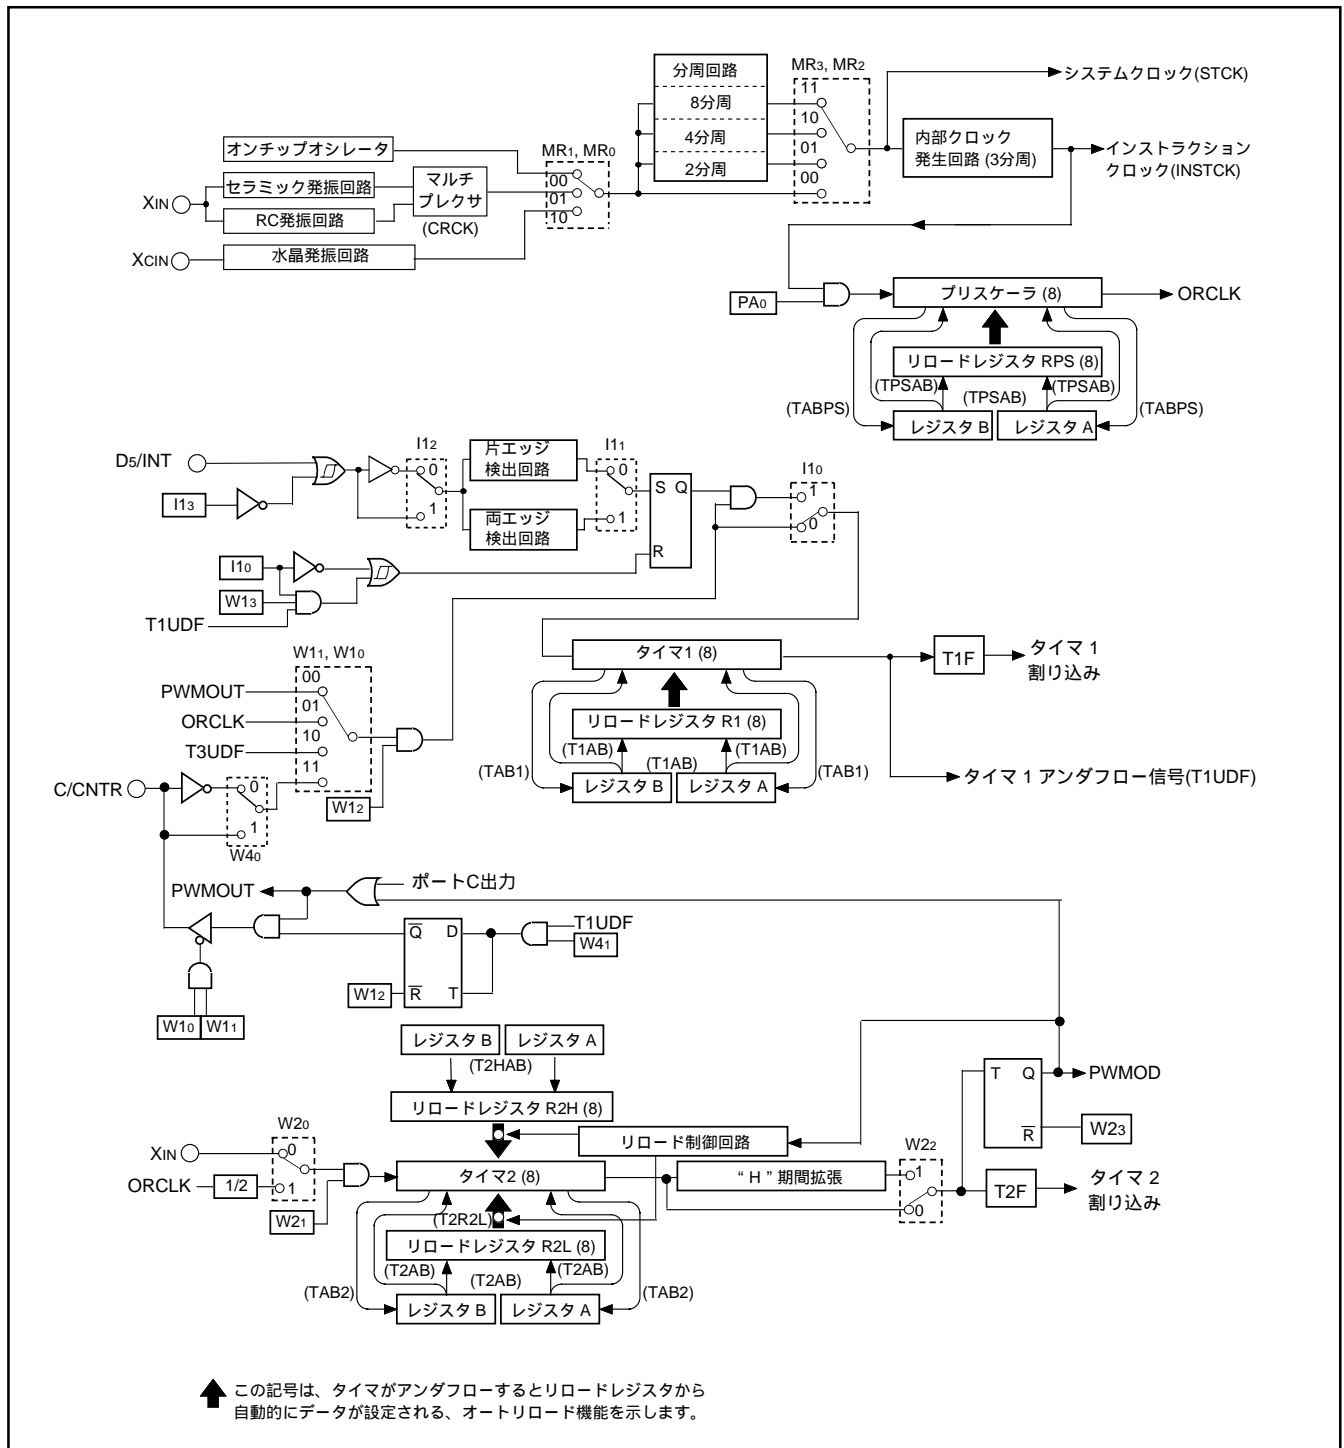 分周回路
8分周
4分周
2分周
MR3, MR2
11
10
01
00
システムクロック(STCK)
内部クロック
発生回路 (3分周)
インストラクション
クロック(INSTCK)
オンチップオシレータ
XIN
セラミック発振回路
RC発振回路
マルチ
プレクサ
(CRCK)
MR1, MR0
00
01
10
XCIN
水晶発振回路
PA0
プリスケーラ (8)
ORCLK
リロードレジスタ RPS (8)
(TPSAB)
(TPSAB)
(TPSAB)
(TABPS)
(TABPS)
レジスタ B
レジスタ A
D5/INT
I13
I12
0
1
片エッジ
検出回路
両エッジ
検出回路
I11
0
1
S
Q
R
I10
1
0
I10
W13
T1UDF
W11, W10
00
01
10
11
PWMOUT
ORCLK
T3UDF
C/CNTR
0
1
W40
W12
タイマ1 (8)
リロードレジスタ R1 (8)
(T1AB)
(T1AB)
(T1AB)
(TAB1)
(TAB1)
レジスタ B
レジスタ A
T1F
タイマ 1
割り込み
タイマ 1 アンダフロー信号(T1UDF)
PWMOUT
ポートC出力
Q
D
R
T
T1UDF
W41
W12
W10
W11
レジスタ B
レジスタ A
(T2HAB)
リロードレジスタ R2H (8)
リロード制御回路
XIN
ORCLK
1/2
W20
0
1
W21
タイマ2 (8)
“ H ” 期間拡張
W22
1
0
T
Q
R
PWMOD
W23
T2F
タイマ 2
割り込み
(T2R2L)
リロードレジスタ R2L (8)
(T2AB)
(T2AB)
(T2AB)
(TAB2)
(TAB2)
レジスタ B
レジスタ A
この記号は、タイマがアンダフローするとリロードレジスタから
自動的にデータが設定される、オートリロード機能を示します。